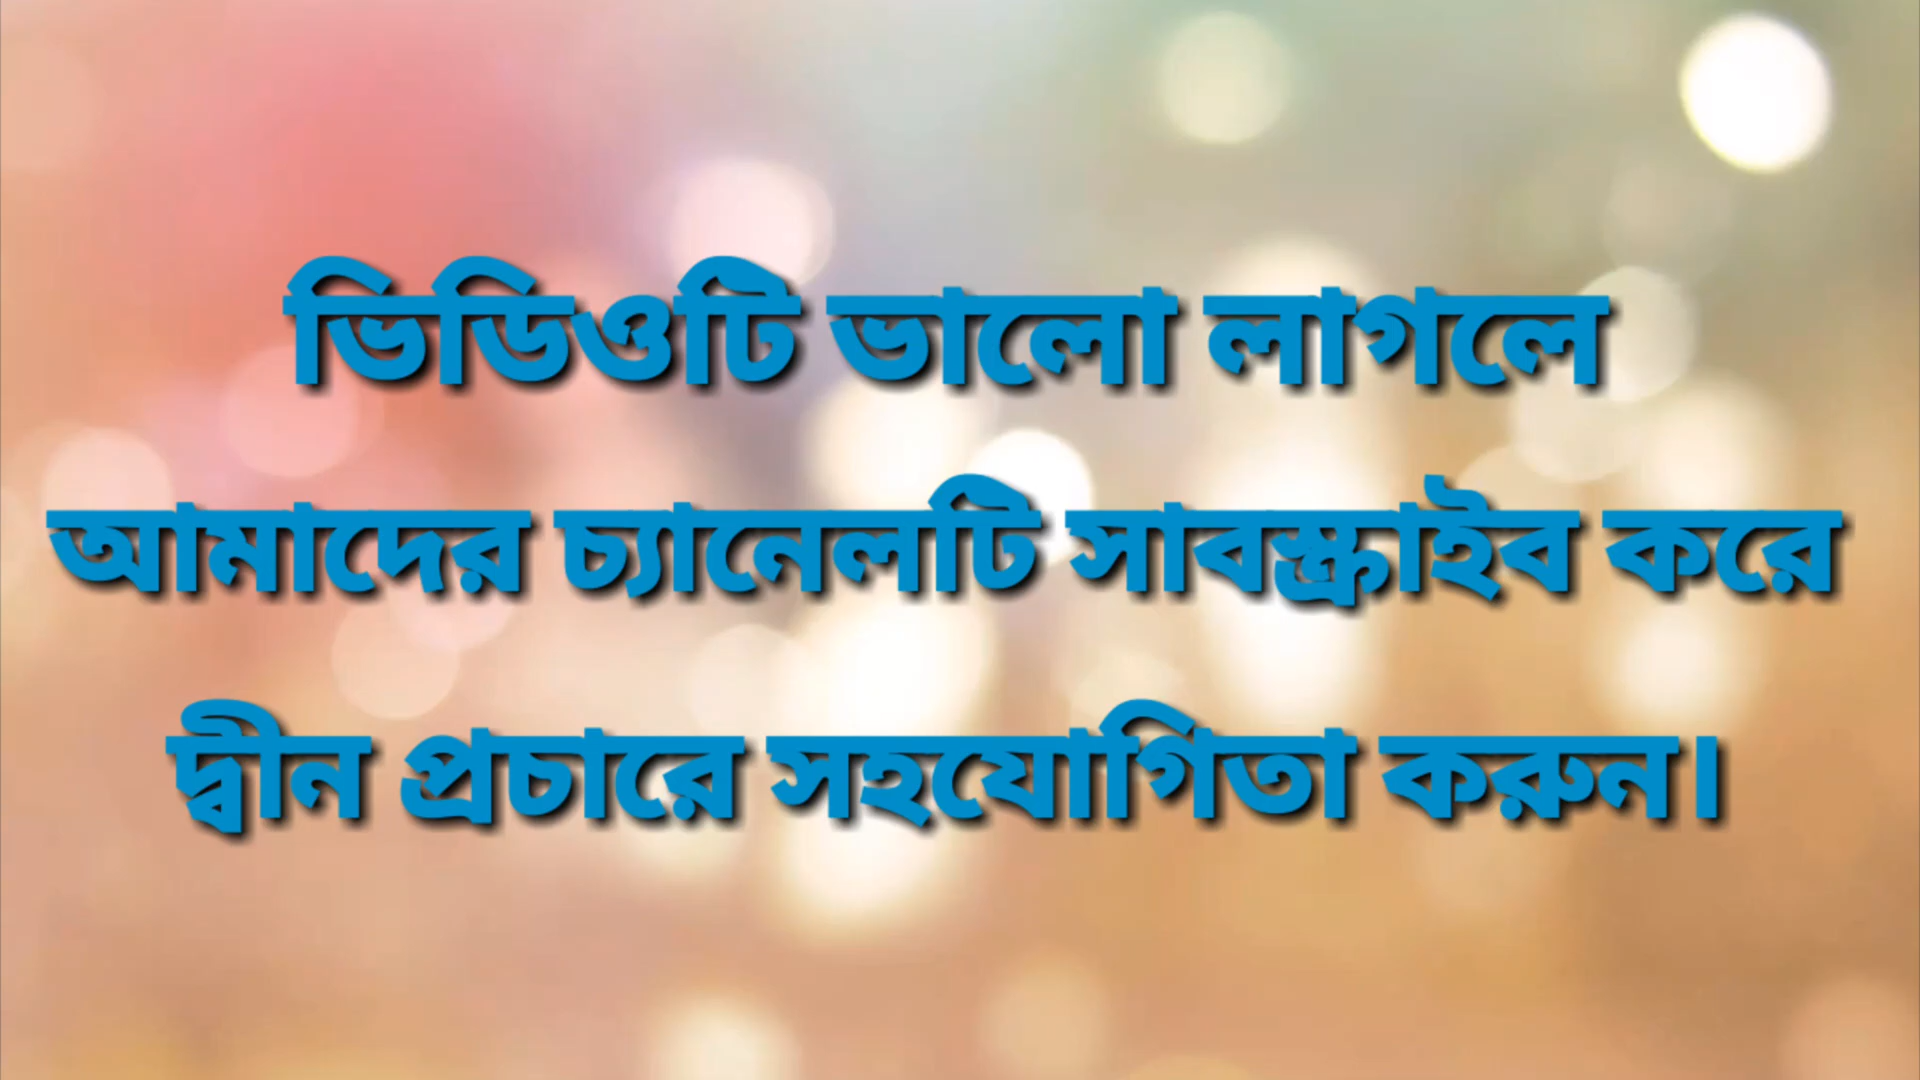 ভিডিওটি ভালো লাগলে
আমাদের চ্যানেলটি সাবস্ক্রাইব করে
দ্বীন প্রচারে সহযোগিতা করুন।